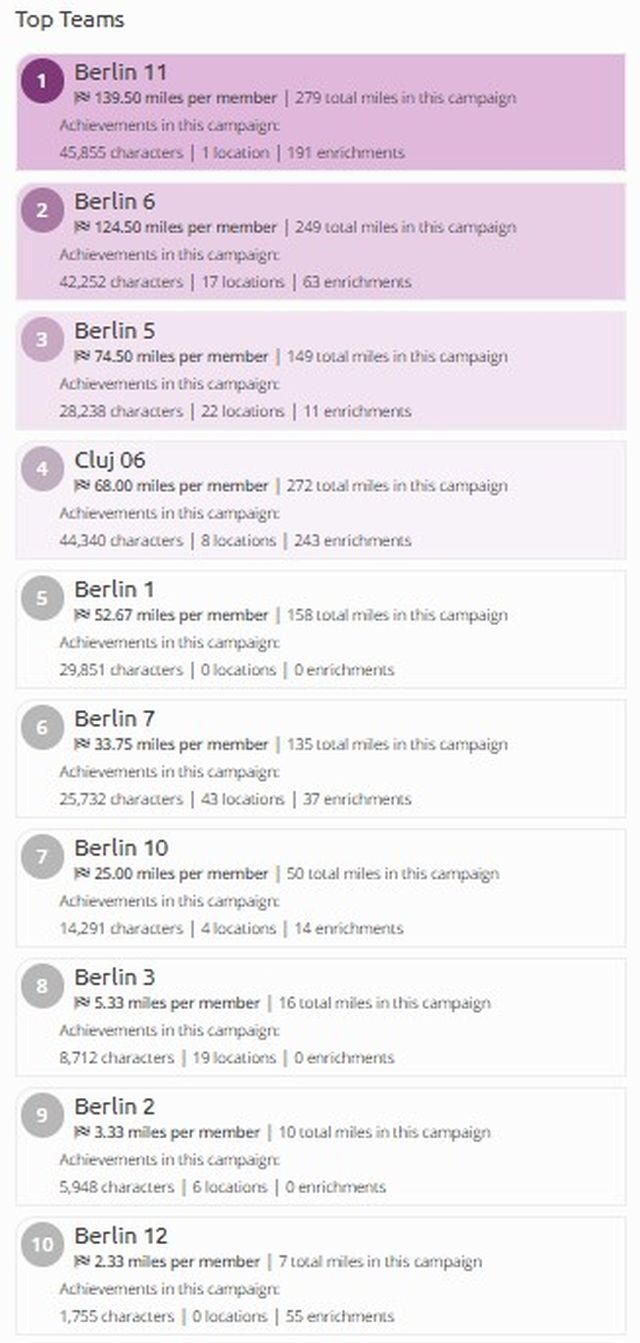 Top Teams
1
Berlin 11
139.50 miles per member | 279 total miles in this campaign
Achievements in this campaign:
45,855 characters | 1 location | 191 enrichments
2
Berlin 6
124.50 miles per member | 249 total miles in this campaign
Achievements in this campaign:
42,252 characters | 17 locations | 63 enrichments
3
Berlin 5
74.50 miles per member | 149 total miles in this campaign
Achievements in this campaign:
28,238 characters | 22 locations | 11 enrichments
4
Cluj 06
68.00 miles per member | 272 total miles in this campaign
Achievements in this campaign:
44,340 characters | 8 locations | 243 enrichments
5
Berlin 1
52.67 miles per member | 158 total miles in this campaign
Achievements in this campaign:
29,851 characters | 0 locations | 0 enrichments
6
Berlin 7
33.75 miles per member | 135 total miles in this campaign
Achievements in this campaign:
25,732 characters | 43 locations | 37 enrichments
7
Berlin 10
25.00 miles per member | 50 total miles in this campaign
Achievements in this campaign:
14,291 characters | 4 locations | 14 enrichments
8
Berlin 3
5.33 miles per member | 16 total miles in this campaign
Achievements in this campaign:
8,712 characters | 19 locations | 0 enrichments
9
Berlin 2
3.33 miles per member | 10 total miles in this campaign
Achievements in this campaign:
5,948 characters | 6 locations | 0 enrichments
10
Berlin 12
2.33 miles per member | 7 total miles in this campaign
Achievements in this campaign:
1,755 characters | 0 locations | 55 enrichments